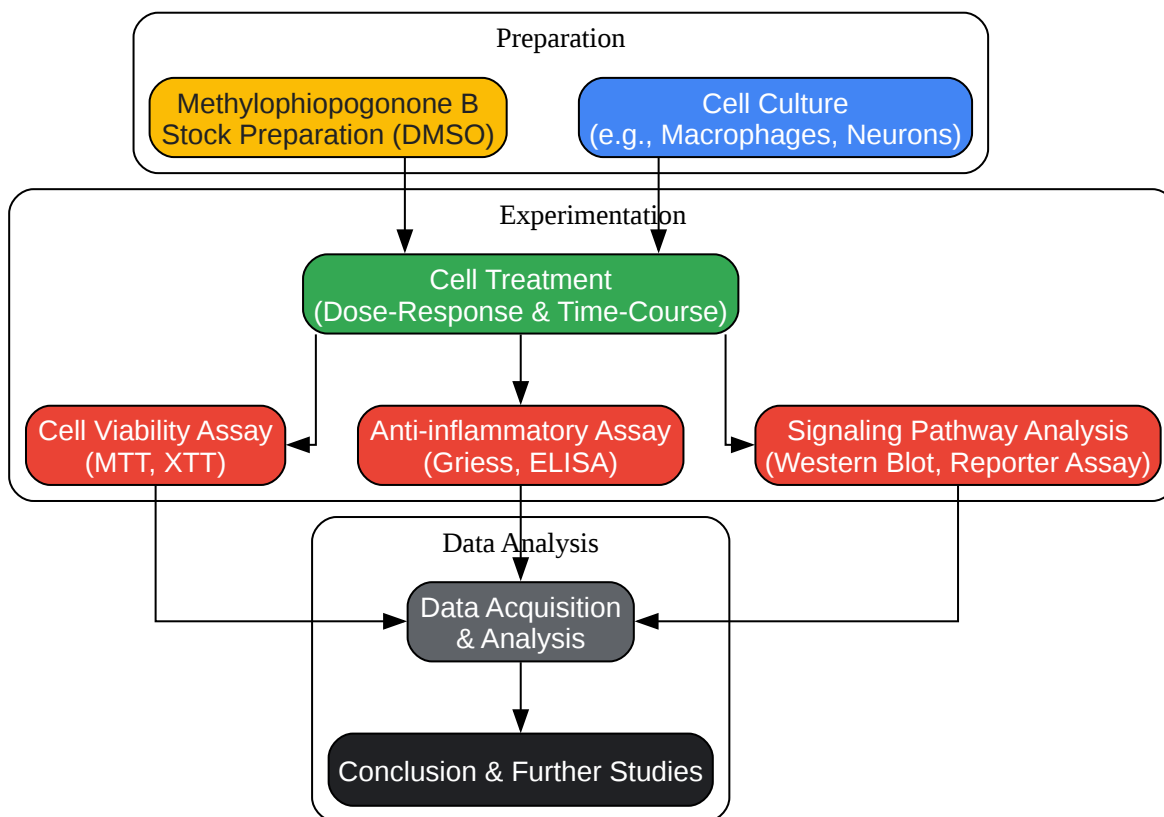 Preparation
Methylophiopogonone B
Stock Preparation (DMSO)
Cell Culture
(e.g., Macrophages, Neurons)
Experimentation
Cell Treatment
(Dose-Response & Time-Course)
Cell Viability Assay
(MTT, XTT)
Anti-inflammatory Assay
(Griess, ELISA)
Signaling Pathway Analysis
(Western Blot, Reporter Assay)
Data Analysis
Data Acquisition
& Analysis
Conclusion & Further Studies